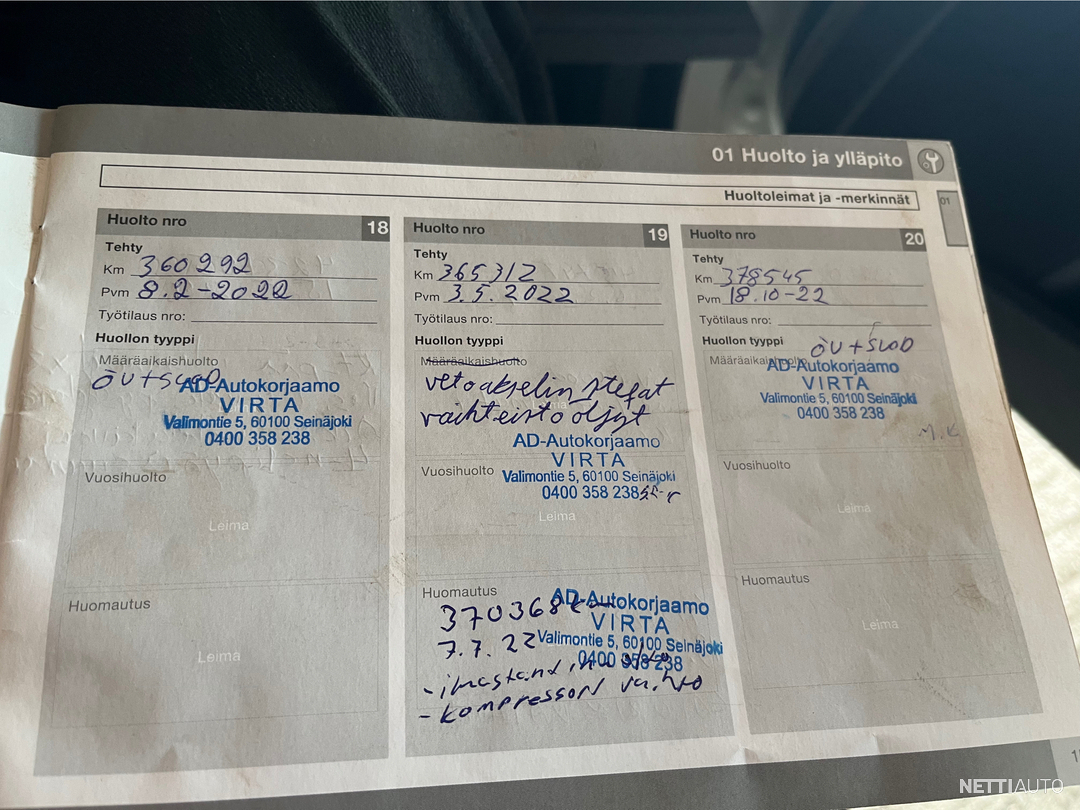 01 Huolto ja ylläpito
Huoltoleimat ja -merkinnät
01
Huolto nro 18
Tehty
Km 360 292
Pvm 8.2-2022
Työtilaus nro:
Huollon tyyppi
Määräaikaishuolto
ÖV+SUOD
AD-Autokorjaamo
VIRTA
Valimontie 5, 60100 Seinäjoki
0400 358 238
Vuosihuolto
Leima
Huomautus
Leima
Huolto nro 19
Tehty
Km 365 312
Pvm 3.5.2022
Työtilaus nro:
Huollon tyyppi
Määräaikaishuolto
vetoakselin stefat
vaihteisto öljyt
AD-Autokorjaamo
VIRTA
Vuosihuolto
Valimontie 5, 60100 Seinäjoki
0400 358 238
Leima
Huomautus
370368
AD-Autokorjaamo
VIRTA
7.7.22
Valimontie 5, 60100 Seinäjoki
0400 358 238
-ilmastoinnin
-kompressori vaihto
Huolto nro 20
Tehty
Km 378545
Pvm 18.10-22
Työtilaus nro:
Huollon tyyppi
ÖV+SUOD
Määräaikaishuolto
AD-Autokorjaamo
VIRTA
Valimontie 5, 60100 Seinäjoki
0400 358 238
M.K
Vuosihuolto
Leima
Huomautus
Leima
NETTIAUTO